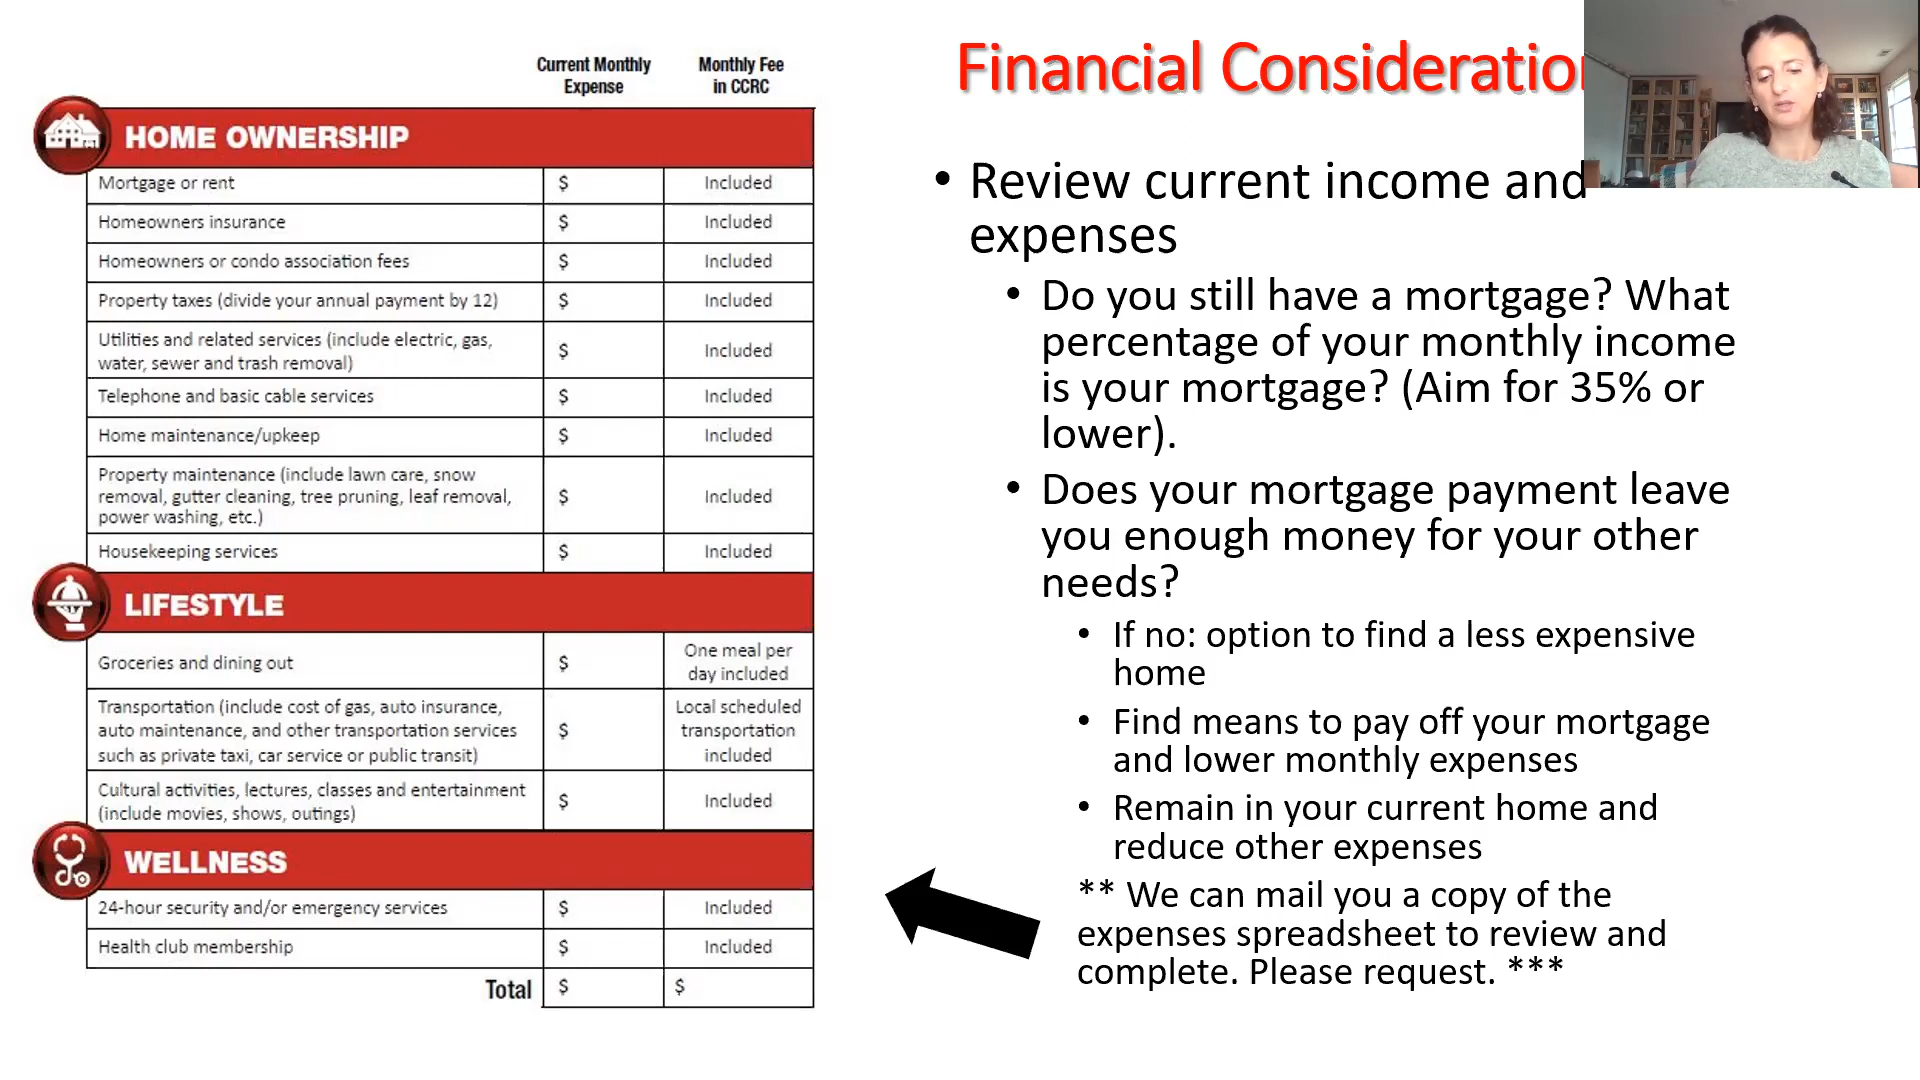 Current Monthly Expense
Monthly Fee in CCRC
HOME OWNERSHIP
Mortgage or rent $ Included
Homeowners insurance $ Included
Homeowners or condo association fees $ Included
Property taxes (divide your annual payment by 12) $ Included
Utilities and related services (include electric, gas,
water, sewer and trash removal) $ Included
Telephone and basic cable services $ Included
Home maintenance/upkeep $ Included
Property maintenance (include lawn care, snow
removal, gutter cleaning, tree pruning, leaf removal,
power washing, etc.) $ Included
Housekeeping services $ Included
LIFESTYLE
Groceries and dining out $ One meal per
day included
Transportation (include cost of gas, auto insurance,
auto maintenance, and other transportation services
such as private taxi, car service or public transit) $ Local scheduled
transportation
included
Cultural activities, lectures, classes and entertainment
(include movies, shows, outings) $ Included
WELLNESS
24-hour security and/or emergency services $ Included
Health club membership $ Included
Total $ $
Financial Consideration
• Review current income and
expenses
• Do you still have a mortgage? What
percentage of your monthly income
is your mortgage? (Aim for 35% or
lower).
• Does your mortgage payment leave
you enough money for your other
needs?
• If no: option to find a less expensive
home
• Find means to pay off your mortgage
and lower monthly expenses
• Remain in your current home and
reduce other expenses
** We can mail you a copy of the
expenses spreadsheet to review and
complete. Please request. ***